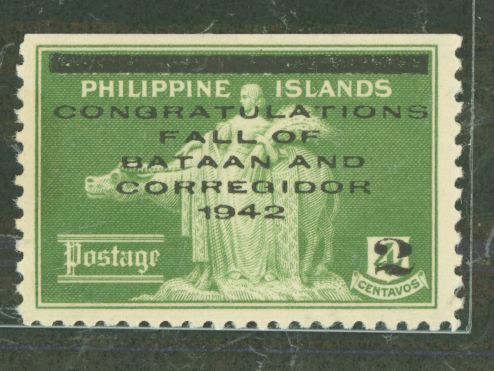 PHILIPPINE ISLANDS
CONGRATULATIONS
FALL OF
BATAAN AND
CORREGIDOR
1942
Postage
2
CENTAVOS